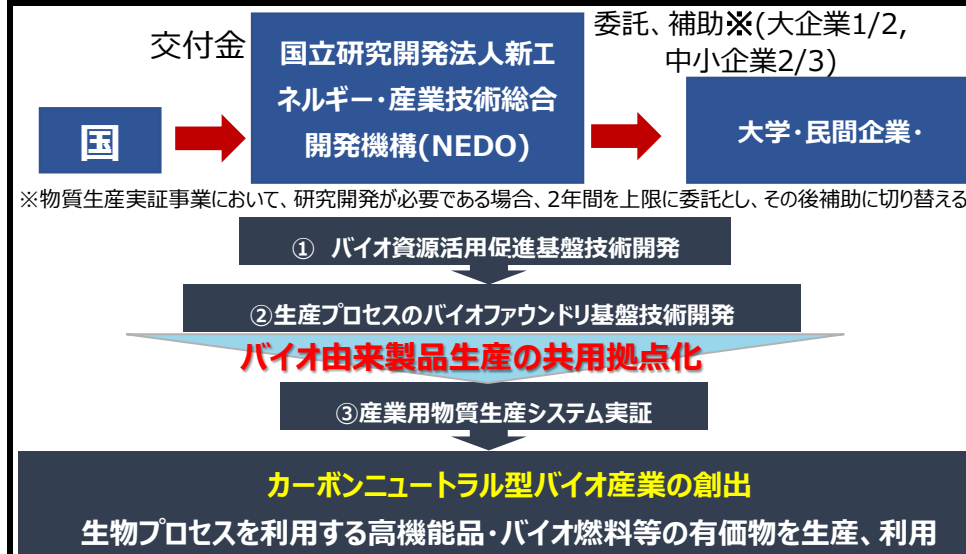 交付金
委託、補助※(大企業1/2,
中小企業2/3)
国
国立研究開発法人新エ
ネルギー・産業技術総合
開発機構(NEDO)
大学・民間企業・
※物質生産実証事業において、研究開発が必要である場合、2年間を上限に委託とし、その後補助に切り替える
① バイオ資源活用促進基盤技術開発
②生産プロセスのバイオファウンドリ基盤技術開発
バイオ由来製品生産の共用拠点化
③産業用物質生産システム実証
カーボンニュートラル型バイオ産業の創出
生物プロセスを利用する高機能品・バイオ燃料等の有価物を生産、利用